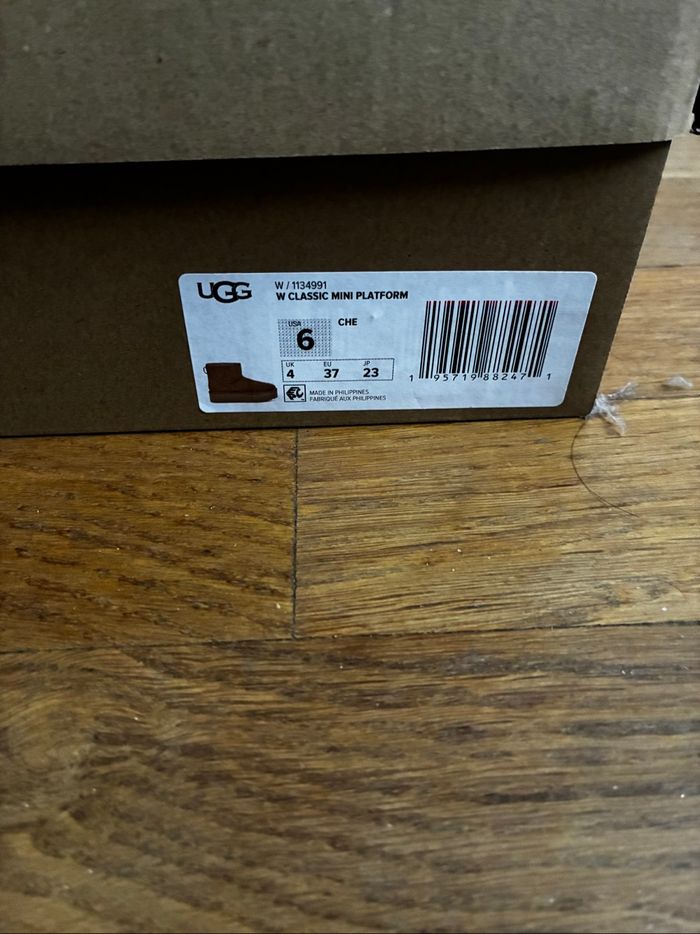 UGG
W / 1134991
W CLASSIC MINI PLATFORM
USA
6
CHE
UK EU JP
4 37 23
MADE IN PHILIPPINES
FABRIQUÉ AUX PHILIPPINES
1 95719 88247 1